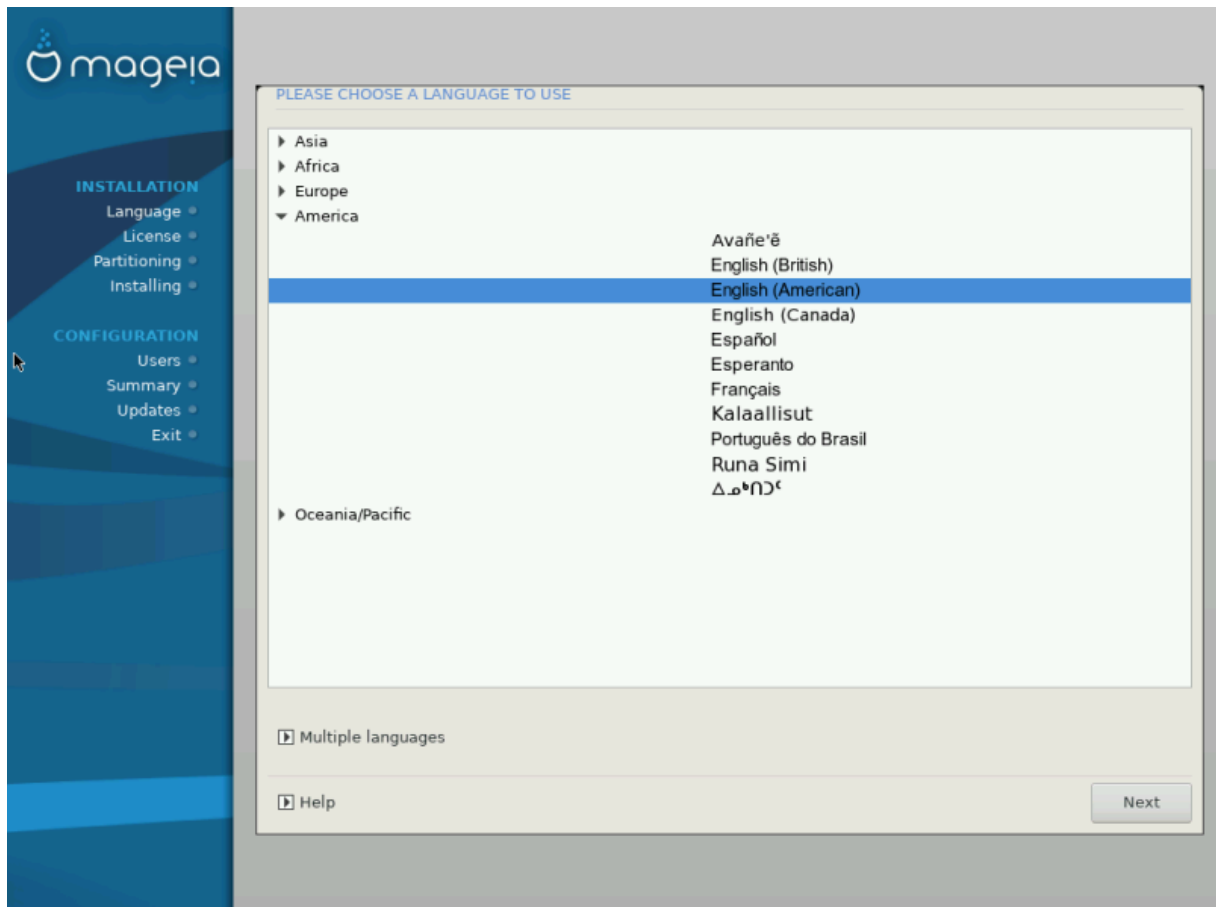 mageia
INSTALLATION
Language
License
Partitioning
Installing
CONFIGURATION
Users
Summary
Updates
Exit
PLEASE CHOOSE A LANGUAGE TO USE
Asia
Africa
Europe
America
Avañe'ẽ
English (British)
English (American)
English (Canada)
Español
Esperanto
Français
Kalaallisut
Português do Brasil
Runa Simi
ᐃᓄᒃᑎᑐᑦ
Oceania/Pacific
Multiple languages
Help
Next